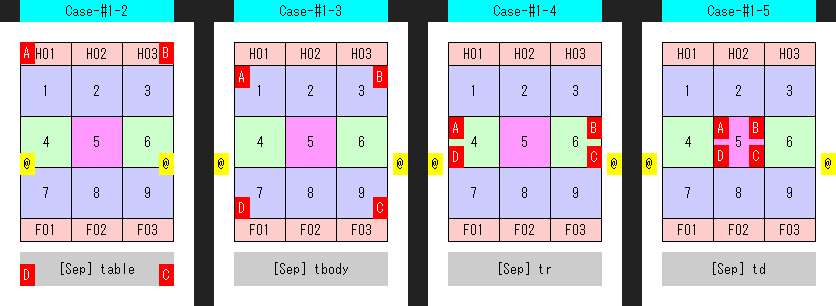 Case-#1-2
A H01 H02 H03 B
1 2 3
4 5 6
@ @
7 8 9
F01 F02 F03
D [Sep] table C
Case-#1-3
H01 H02 H03
A 1 2 3 B
4 5 6
@ @
D 7 8 9 C
F01 F02 F03
[Sep] tbody
Case-#1-4
H01 H02 H03
1 2 3
A 4 5 6 B
D C
@ @
7 8 9
F01 F02 F03
[Sep] tr
Case-#1-5
H01 H02 H03
1 2 3
A B
4 5 6
D C
@ @
7 8 9
F01 F02 F03
[Sep] td